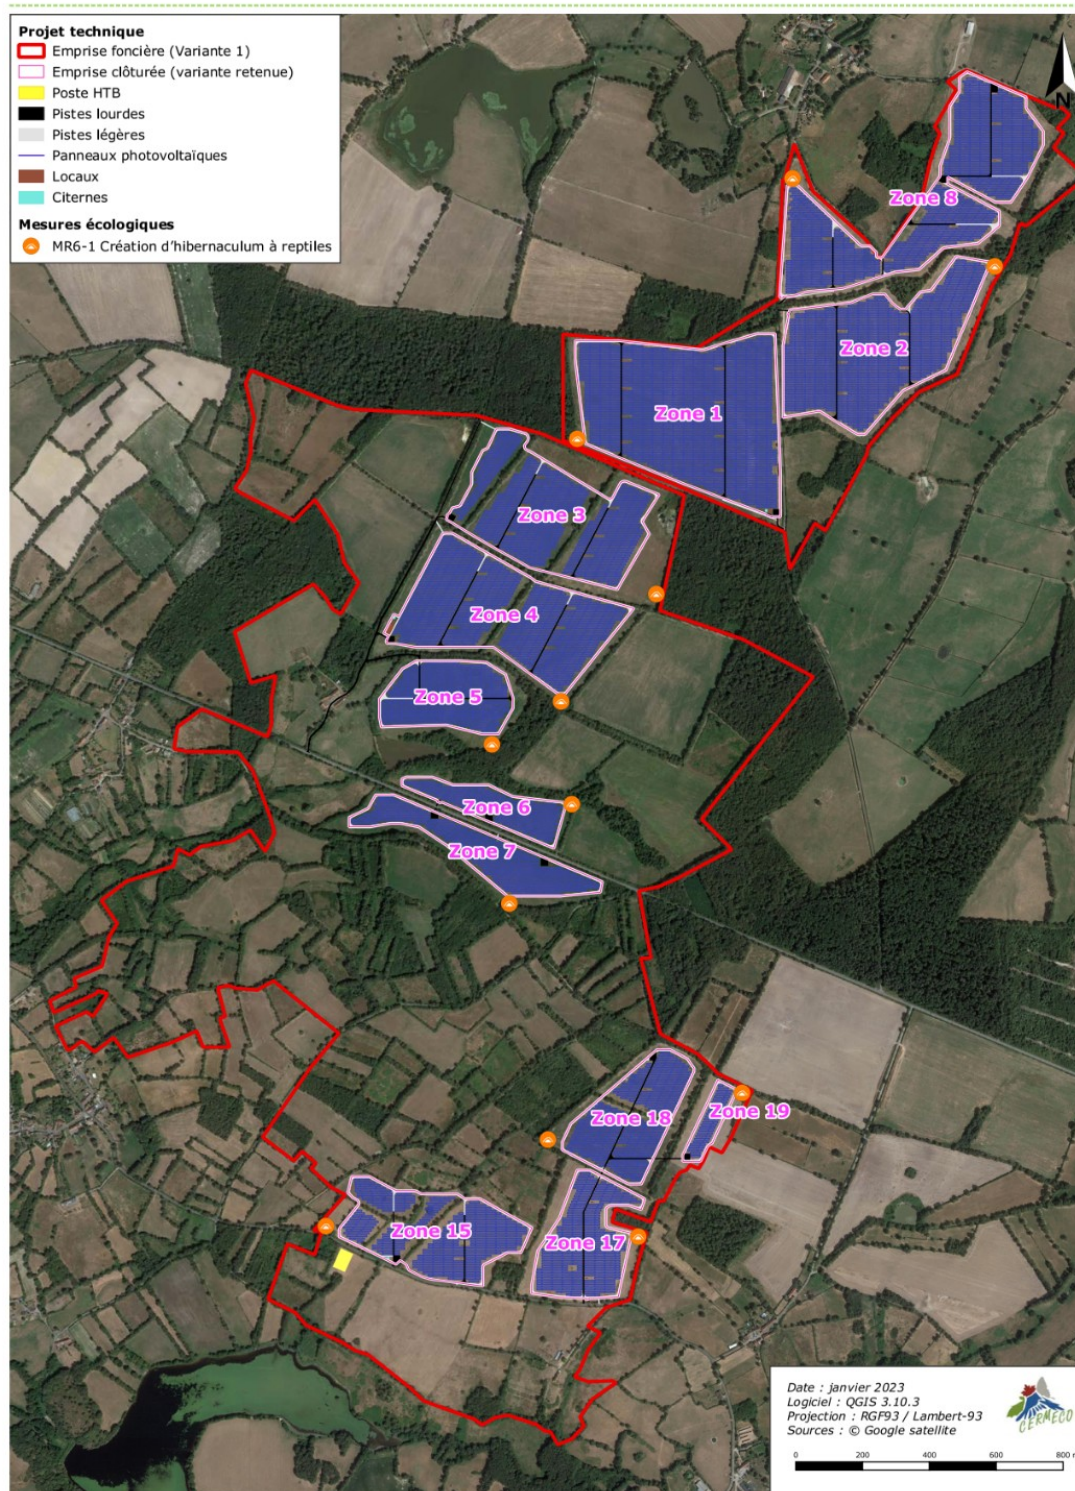 Projet technique
Emprise foncière (Variante 1)
Emprise clôturée (variante retenue)
Poste HTB
Pistes lourdes
Pistes légères
Panneaux photovoltaïques
Locaux
Citernes
Mesures écologiques
MR6-1 Création d'hibernaculum à reptiles
N
Zone 8
Zone 2
Zone 1
Zone 3
Zone 4
Zone 5
Zone 6
Zone 7
Zone 18
Zone 19
Zone 15
Zone 17
Date : janvier 2023
Logiciel : QGIS 3.10.3
Projection : RGF93 / Lambert-93
Sources : © Google satellite
CERMECO
0 200 400 600 800 m